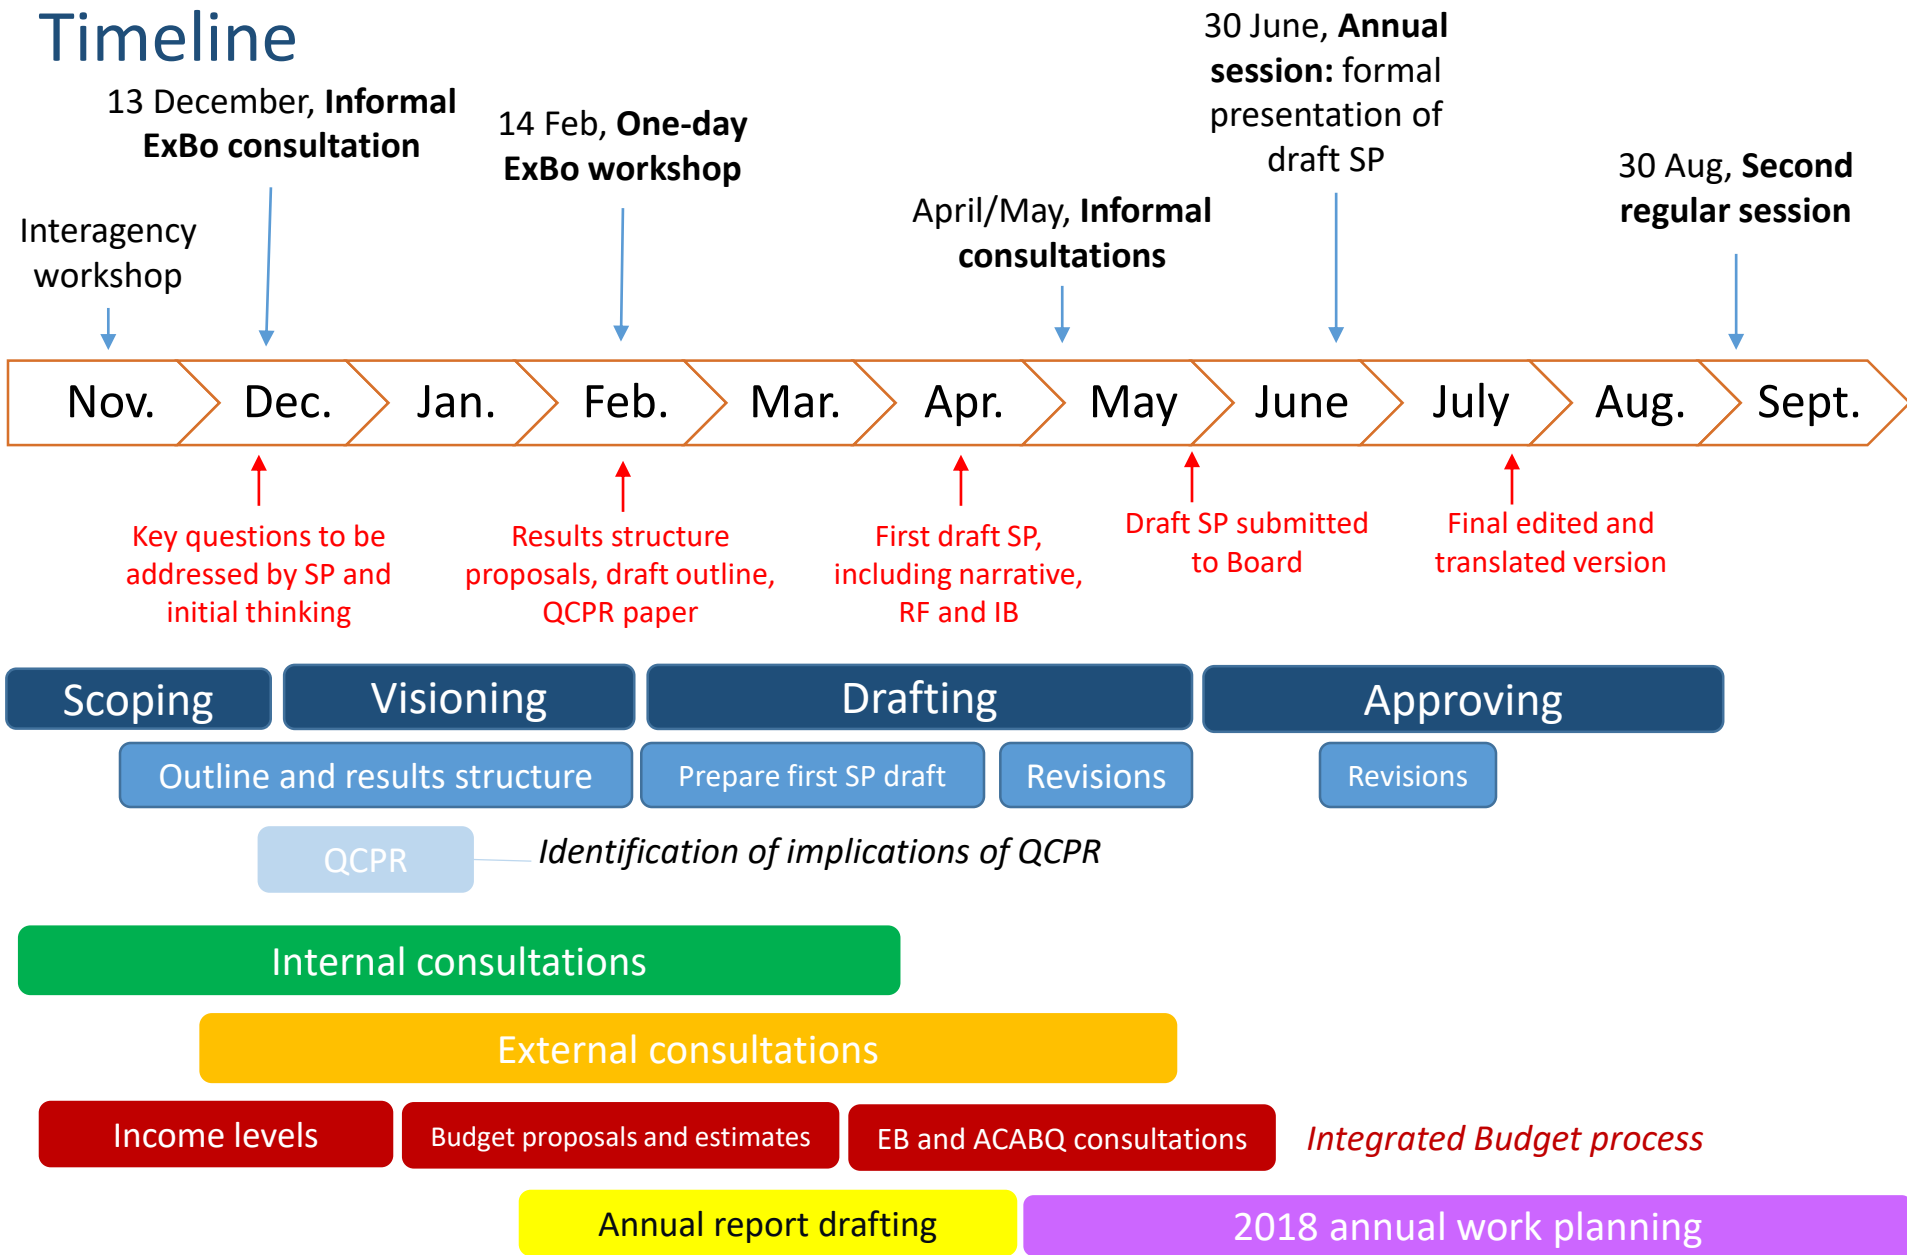 Timeline
13 December, Informal
ExBo consultation
14 Feb, One-day
ExBo workshop
30 June, Annual
session: formal
presentation of
draft SP
Interagency
workshop
April/May, Informal
consultations
30 Aug, Second
regular session
Nov.
Dec.
Jan.
Feb.
Mar.
Apr.
May
June
July
Aug.
Sept.
Key questions to be
addressed by SP and
initial thinking
Results structure
proposals, draft outline,
QCPR paper
First draft SP,
including narrative,
RF and IB
Draft SP submitted
to Board
Final edited and
translated version
Scoping
Visioning
Drafting
Approving
Outline and results structure
Prepare first SP draft
Revisions
Revisions
QCPR
Identification of implications of QCPR
Internal consultations
External consultations
Income levels
Budget proposals and estimates
EB and ACABQ consultations
Integrated Budget process
Annual report drafting
2018 annual work planning